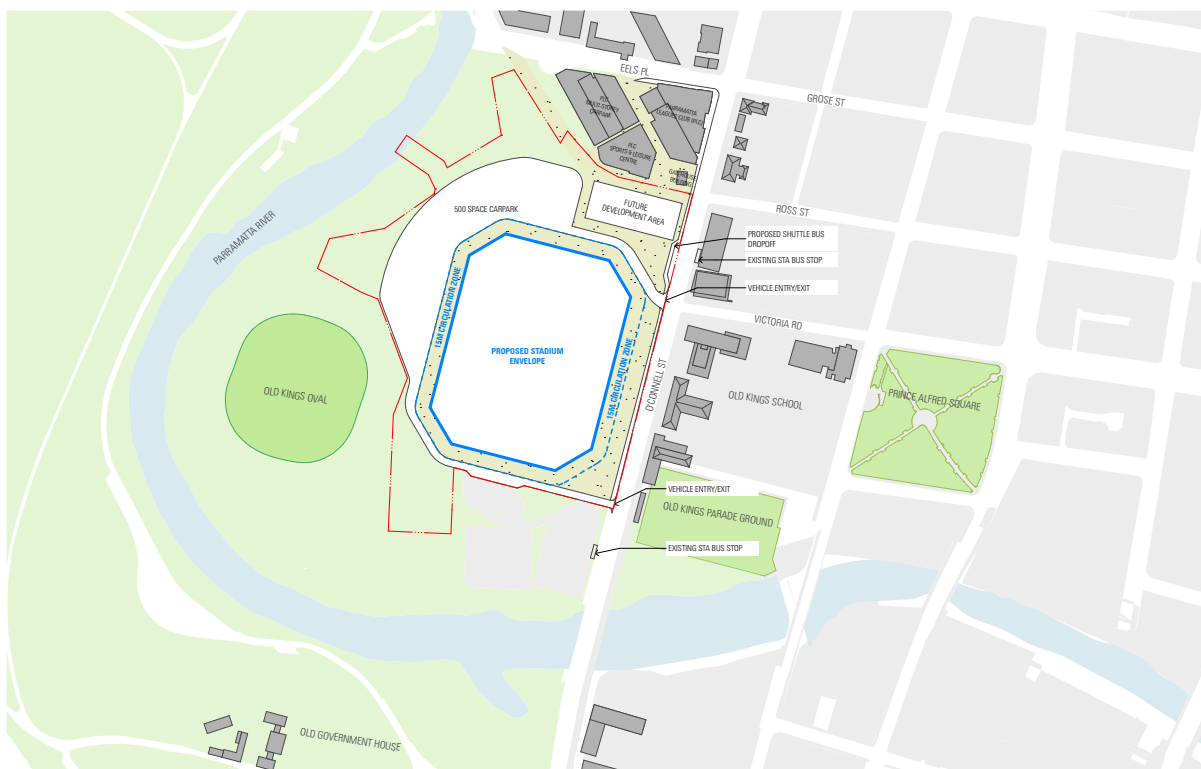 EELS PL
GROSE ST
PLC
MULTI-STOREY
CARPARK
PARRAMATTA
LEAGUES CLUB (PLC)
PLC
SPORTS & LEISURE
CENTRE
GATEHOUSE
BUILDING
FUTURE
DEVELOPMENT AREA
500 SPACE CARPARK
ROSS ST
PARRAMATTA RIVER
PROPOSED SHUTTLE BUS
DROPOFF
EXISTING STA BUS STOP
VEHICLE ENTRY/EXIT
VICTORIA RD
15M CIRCULATION ZONE
PROPOSED STADIUM
ENVELOPE
15M CIRCULATION ZONE
O'CONNELL ST
OLD KINGS OVAL
OLD KINGS SCHOOL
PRINCE ALFRED SQUARE
VEHICLE ENTRY/EXIT
OLD KINGS PARADE GROUND
EXISTING STA BUS STOP
OLD GOVERNMENT HOUSE